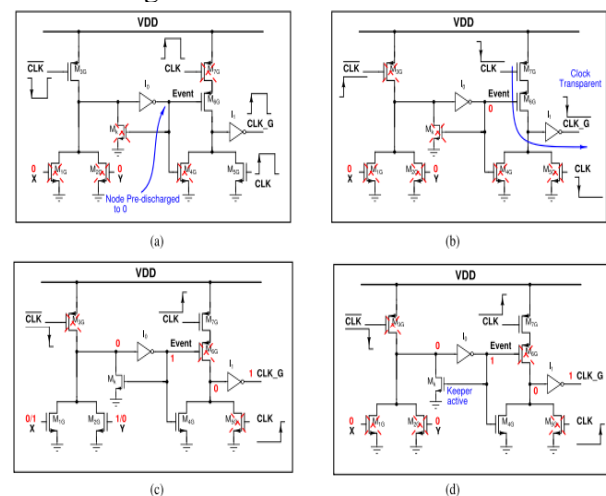 VDD
CLK
M3G
I0
CLK
M7G
Event
M6G
I1
CLK_G
Mk
0
X
M1G
M2G
0
Y
M4G
M5G
CLK
Node Pre-discharged
to 0
(a)
VDD
CLK
M3G
I0
CLK
M7G
Clock
Transparent
Event
M6G
0
I1
CLK_G
Mk
0
X
M1G
M2G
0
Y
M4G
M5G
CLK
(b)
VDD
CLK
M3G
CLK
M7G
0
I0
Event
M6G
1
I1
1
CLK_G
Mk
0
0/1
X
M1G
M2G
1/0
Y
M4G
M5G
CLK
(c)
VDD
CLK
M3G
CLK
M7G
0
I0
Event
M6G
1
I1
1
CLK_G
Mk
Keeper
active
0
0
X
M1G
M2G
0
Y
M4G
M5G
CLK
(d)